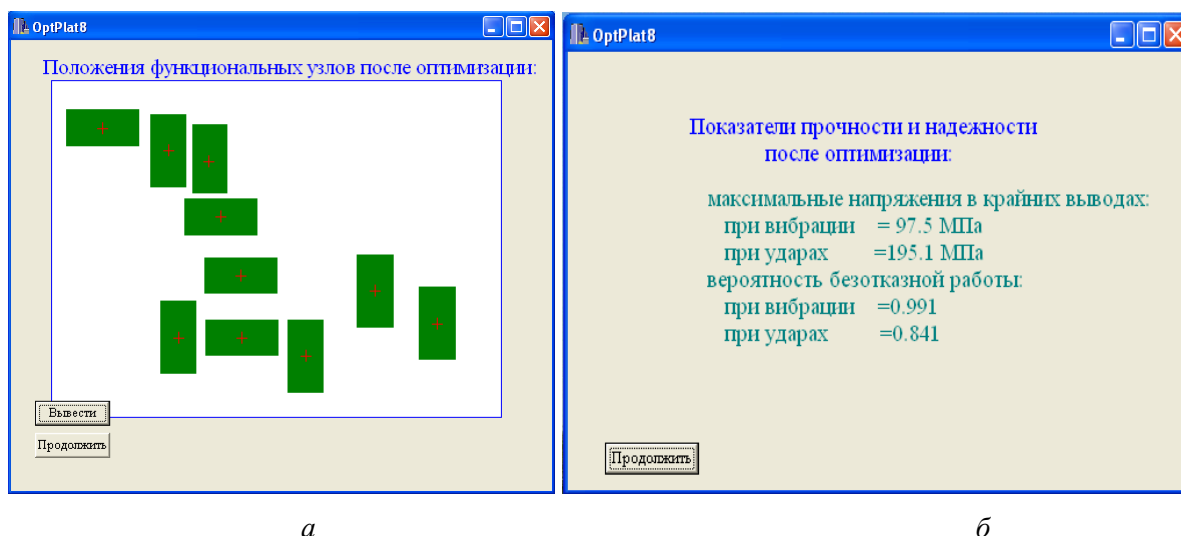 OptPlat8
Положения функциональных узлов после оптимизации:
Вывести
Продолжить
а
OptPlat8
Показатели прочности и надежности
после оптимизации:
максимальные напряжения в крайних выводах:
при вибрации = 97.5 МПа
при ударах =195.1 МПа
вероятность безотказной работы:
при вибрации =0.991
при ударах =0.841
Продолжить
б